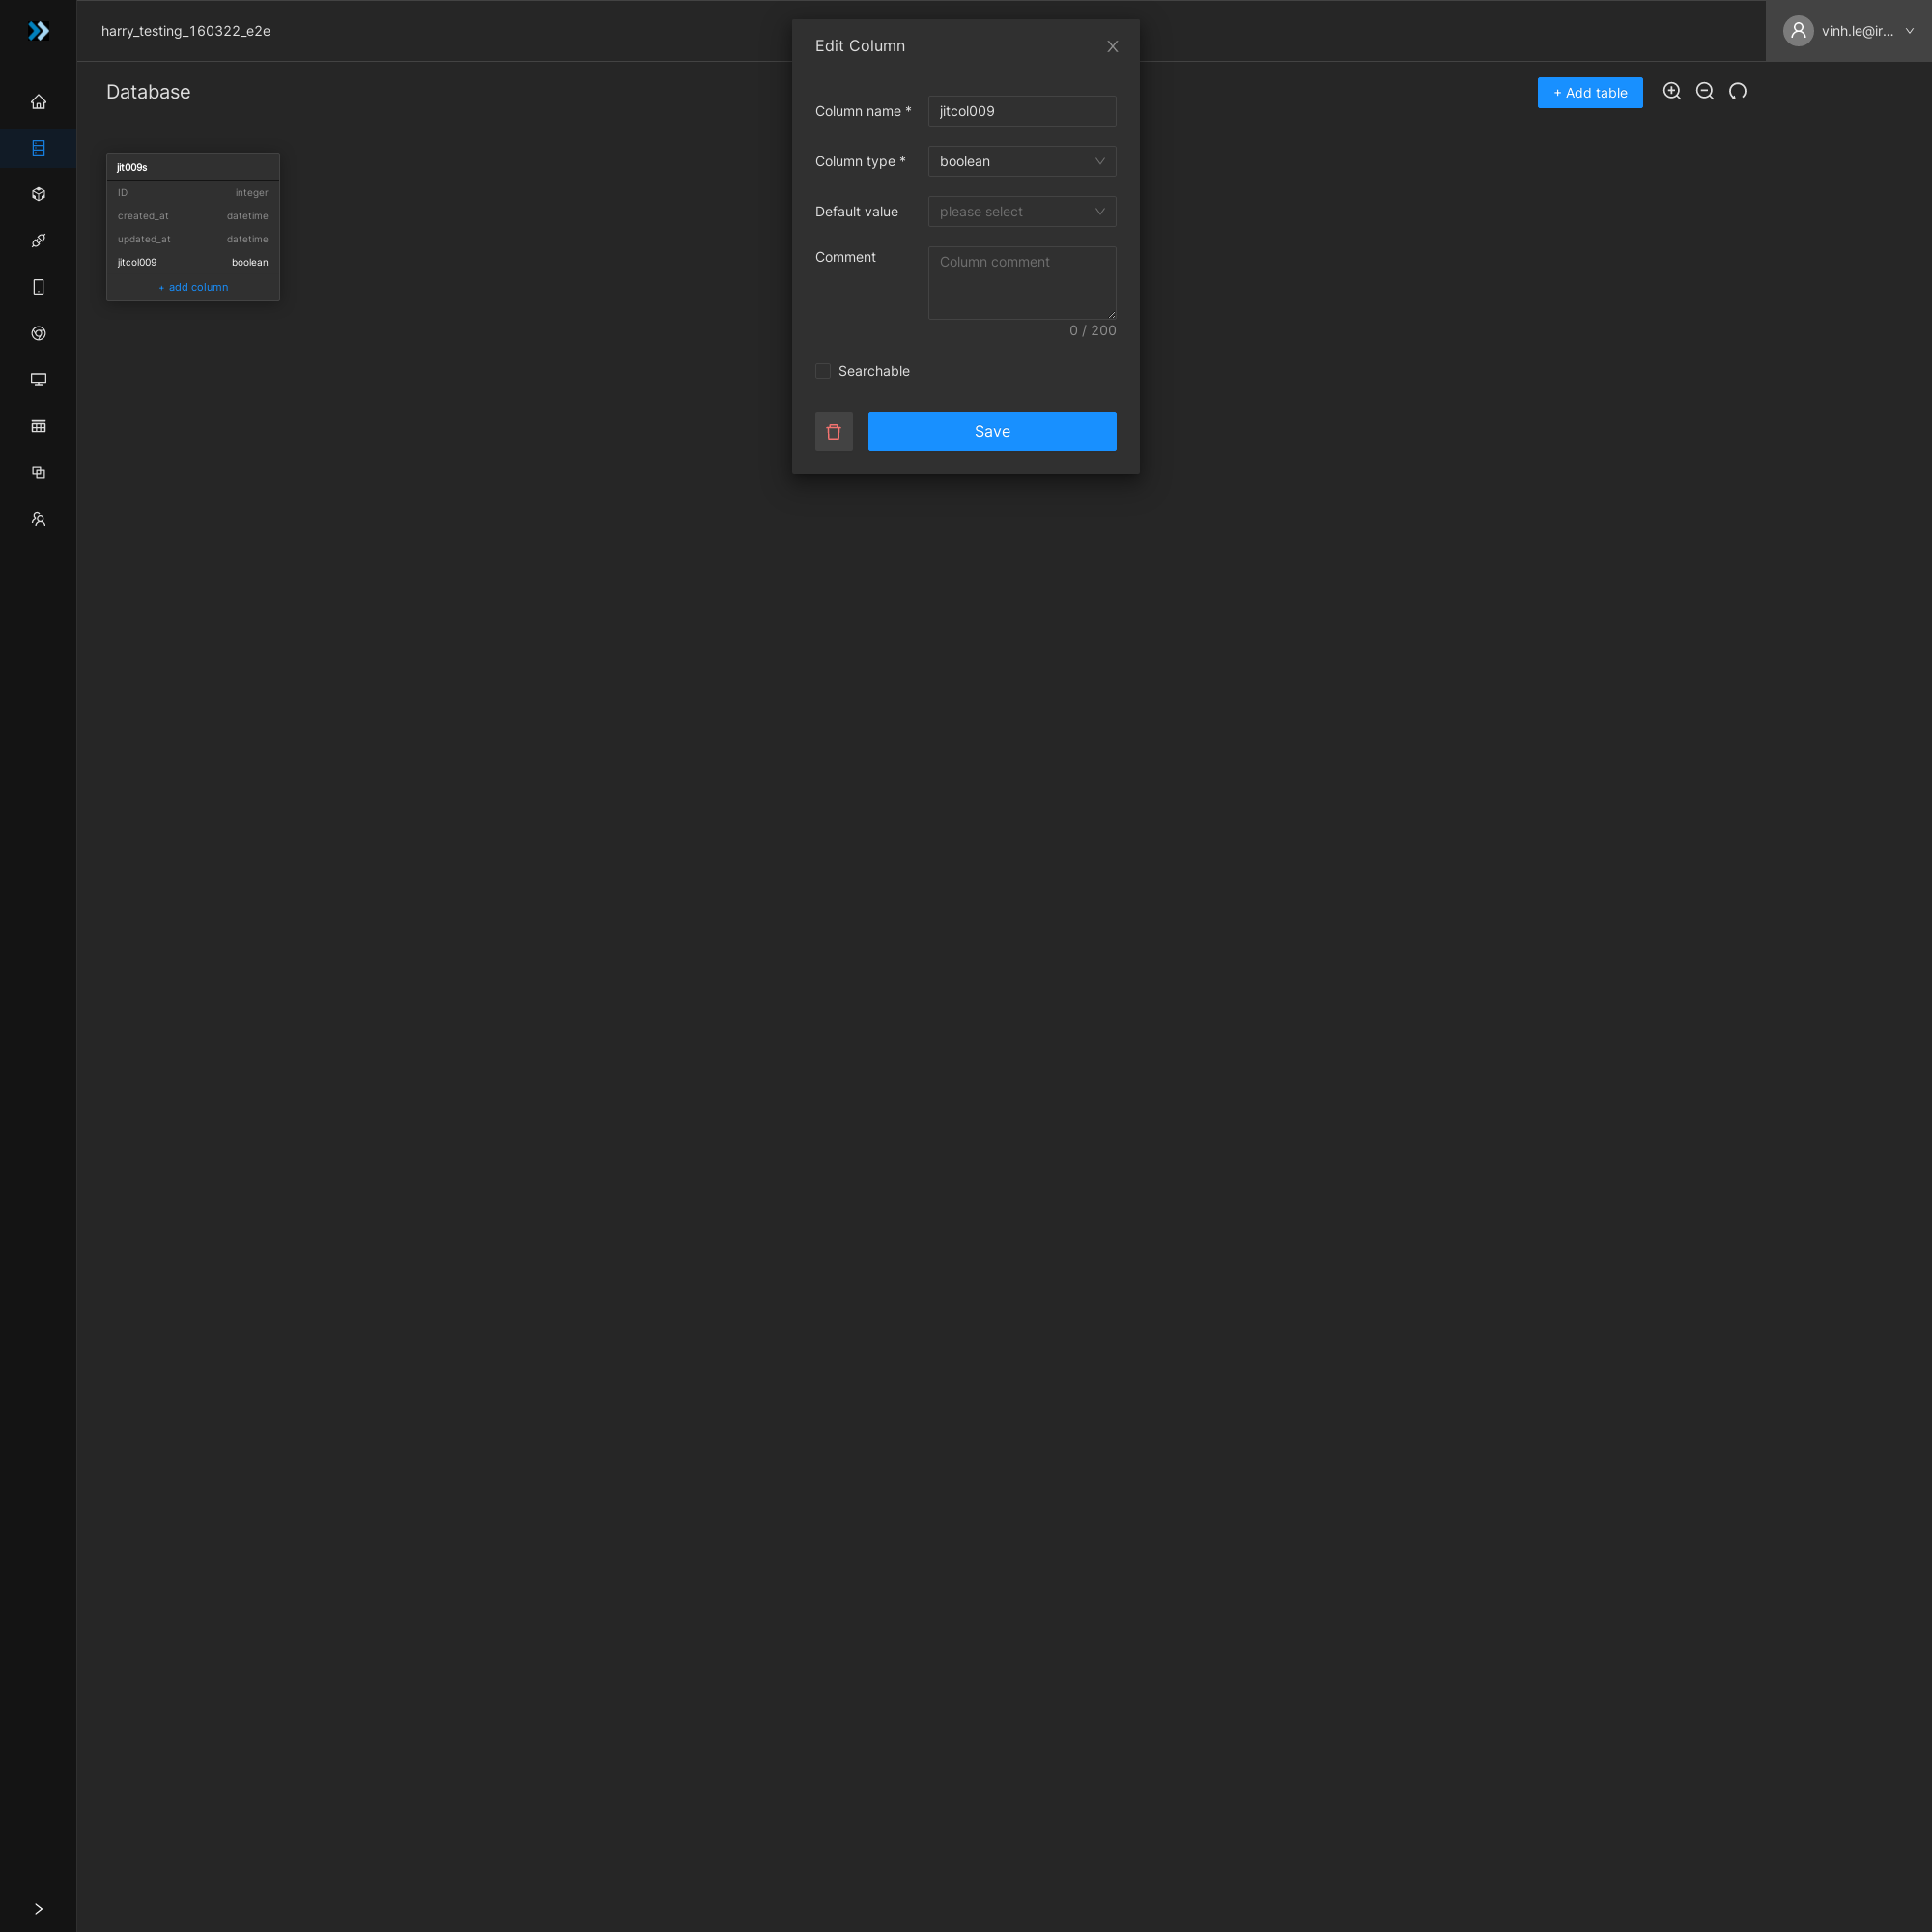 harry_testing_160322_e2e
vinh.le@ir...
Database
+ Add table
jit009s
ID integer
created_at datetime
updated_at datetime
jitcol009 boolean
+ add column
Edit Column
Column name * jitcol009
Column type * boolean
Default value please select
Comment Column comment
0 / 200
Searchable
Save